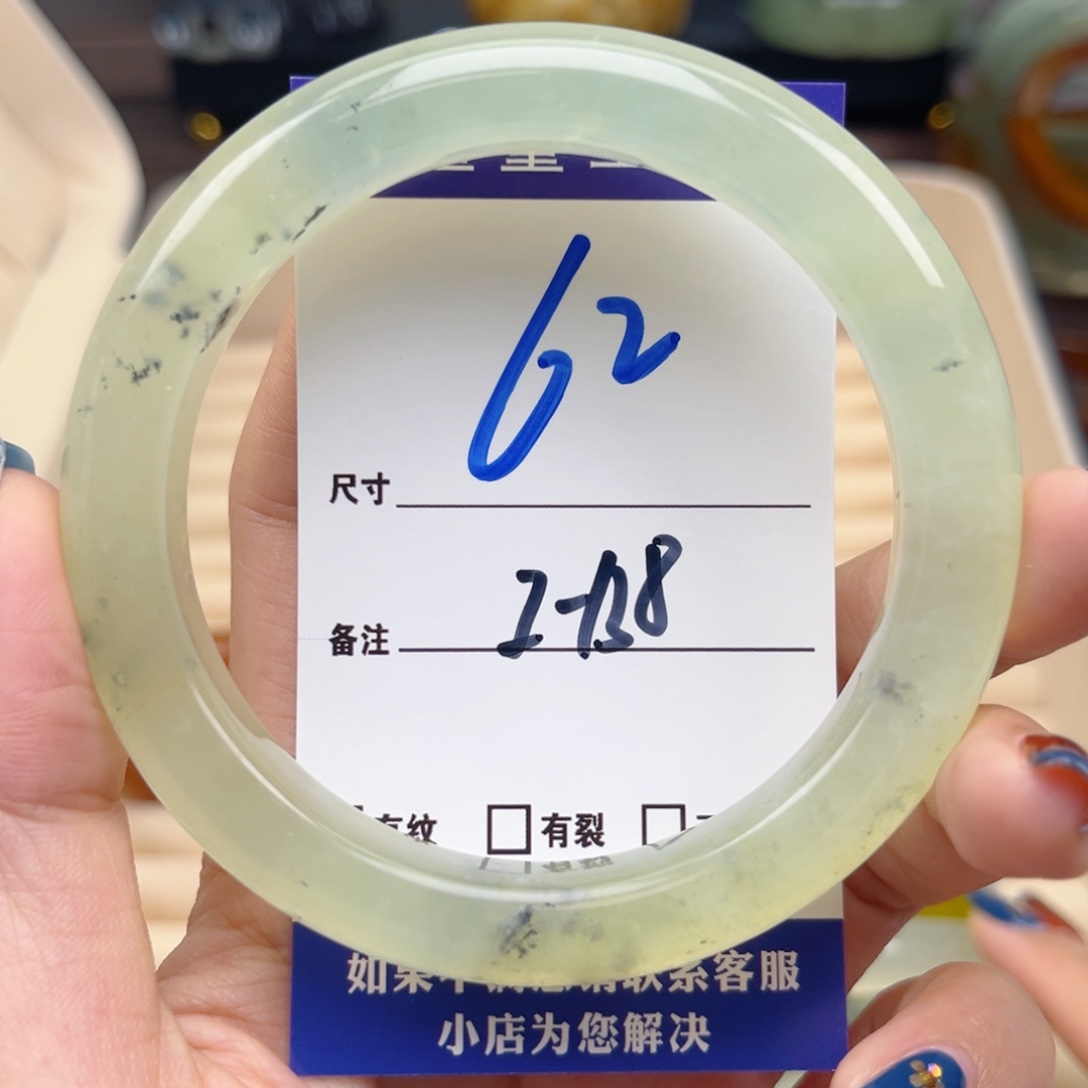 62
尺寸
备注
有纹 □ 有裂 □
如果不满意请联系客服
小店为您解决